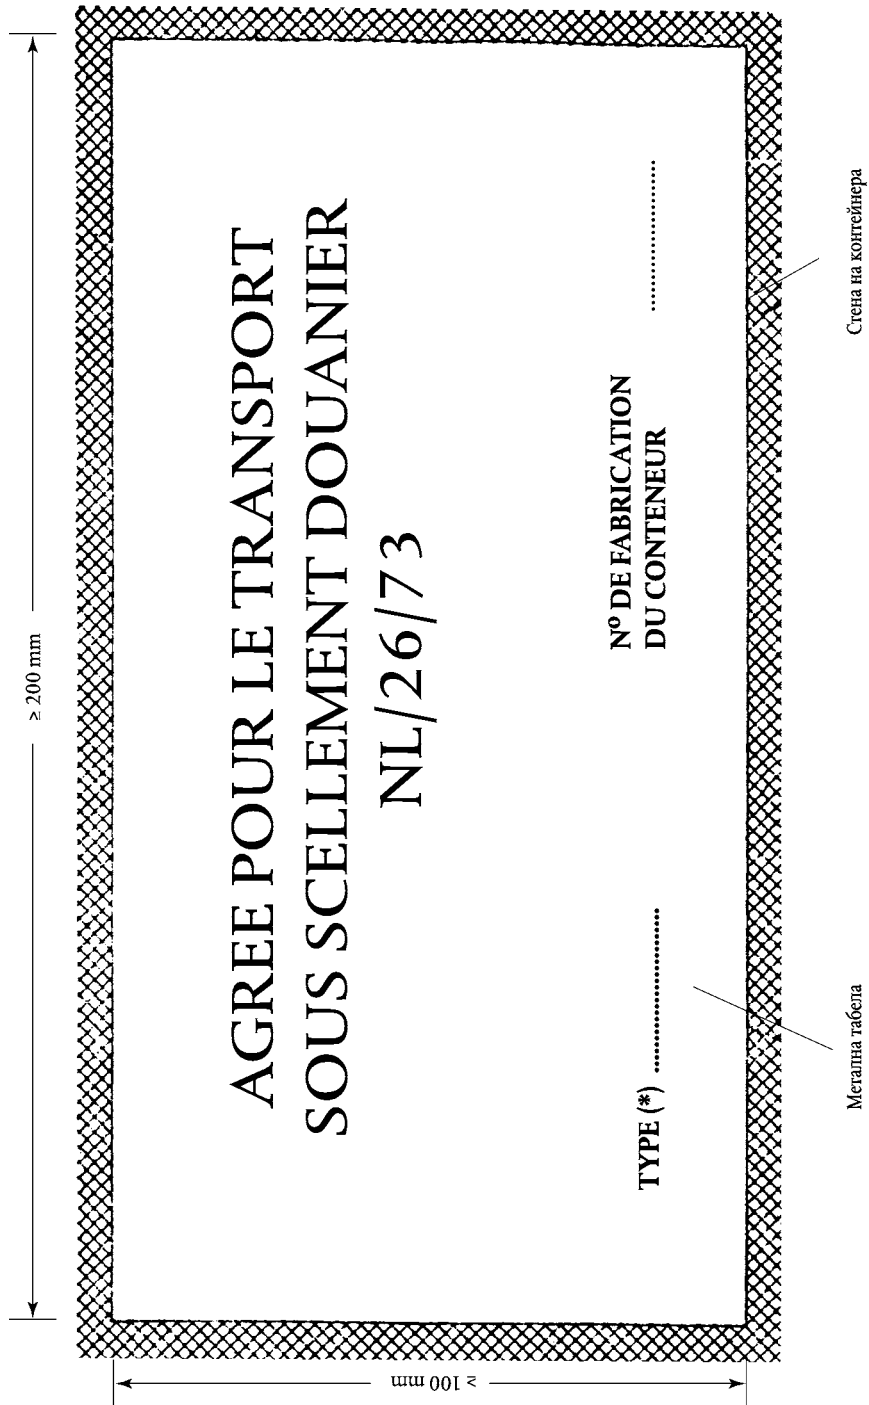 ≥ 200 mm
≥ 100 mm
AGREE POUR LE TRANSPORT
SOUS SCELLEMENT DOUANIER
NL/26/73
TYPE (*) ..............................
Nº DE FABRICATION
DU CONTENEUR ..............................
Метална табела
Стена на контейнера